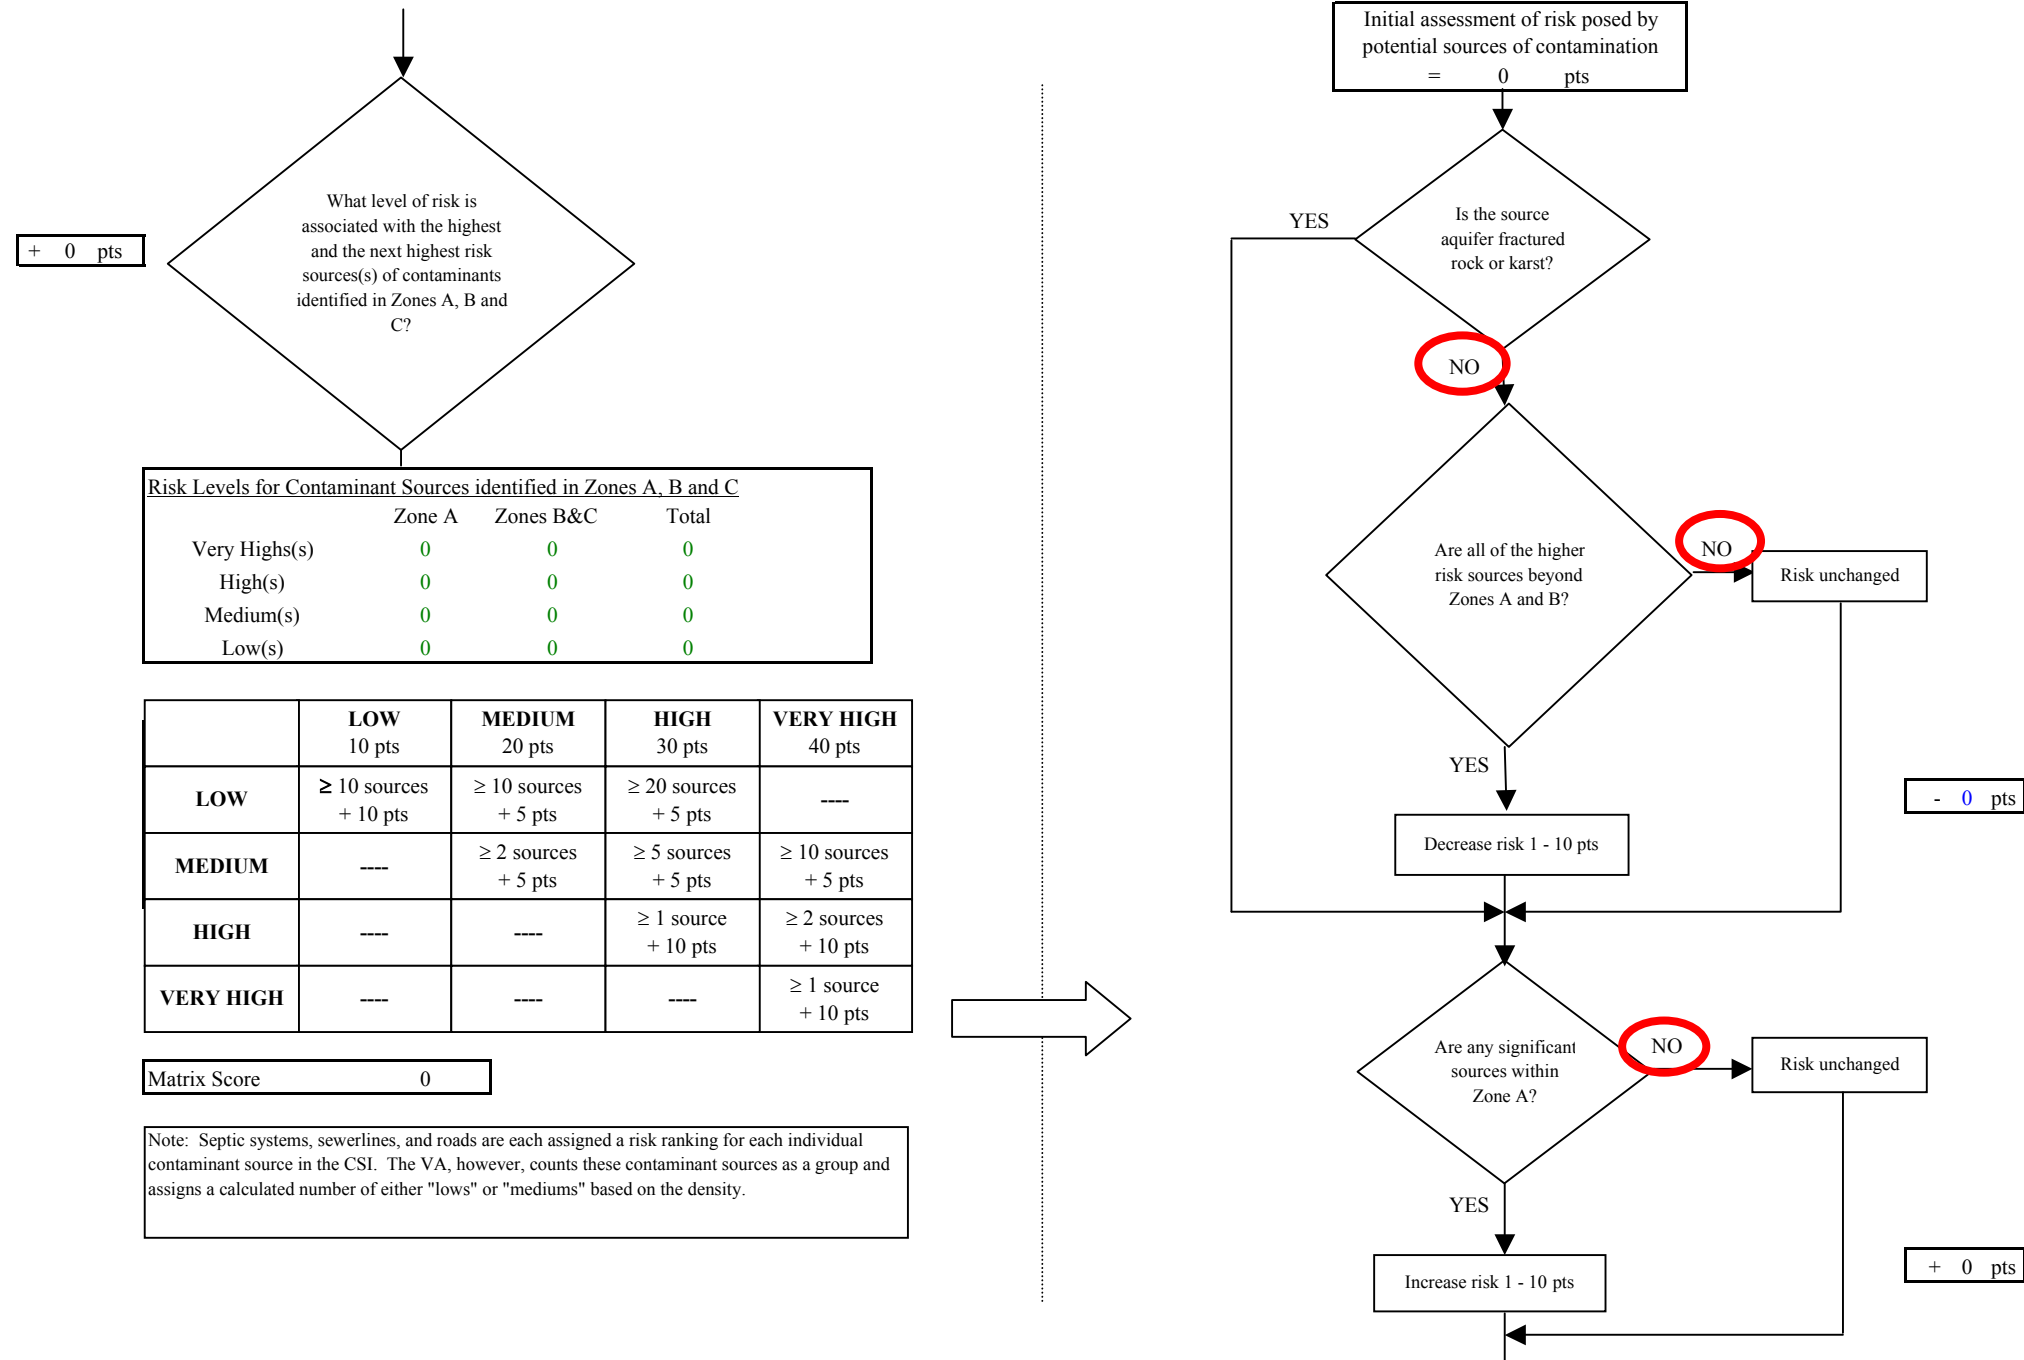 + 0 pts
What level of risk is
associated with the highest
and the next highest risk
sources(s) of contaminants
identified in Zones A, B and
C?
Risk Levels for Contaminant Sources identified in Zones A, B and C
Zone A Zones B&C Total
Very Highs(s) 0 0 0
High(s) 0 0 0
Medium(s) 0 0 0
Low(s) 0 0 0
LOW MEDIUM HIGH VERY HIGH
10 pts 20 pts 30 pts 40 pts
LOW ≥ 10 sources ≥ 10 sources ≥ 20 sources ----
+ 10 pts + 5 pts + 5 pts
MEDIUM ---- ≥ 2 sources ≥ 5 sources ≥ 10 sources
+ 5 pts + 5 pts + 5 pts
HIGH ---- ---- ≥ 1 source ≥ 2 sources
+ 10 pts + 10 pts
VERY HIGH ---- ---- ---- ≥ 1 source
+ 10 pts
Matrix Score 0
Note: Septic systems, sewerlines, and roads are each assigned a risk ranking for each individual
contaminant source in the CSI. The VA, however, counts these contaminant sources as a group and
assigns a calculated number of either "lows" or "mediums" based on the density.
Initial assessment of risk posed by
potential sources of contamination
= 0 pts
YES
Is the source
aquifer fractured
rock or karst?
NO
Are all of the higher
risk sources beyond
Zones A and B?
NO
Risk unchanged
YES
- 0 pts
Decrease risk 1 - 10 pts
Are any significant
sources within
Zone A?
NO
Risk unchanged
YES
+ 0 pts
Increase risk 1 - 10 pts